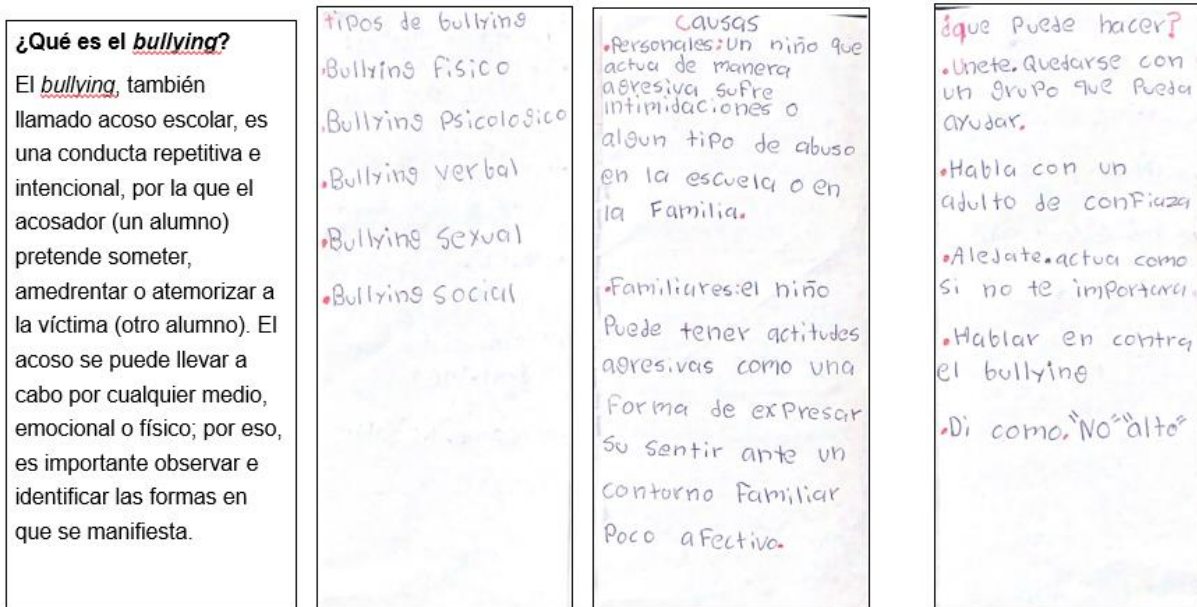 ¿Qué es el bullying?
El bullying, también
llamado acoso escolar, es
una conducta repetitiva e
intencional, por la que el
acosador (un alumno)
pretende someter,
amedrentar o atemorizar a
la víctima (otro alumno). El
acoso se puede llevar a
cabo por cualquier medio,
emocional o físico; por eso,
es importante observar e
identificar las formas en
que se manifiesta.
tipos de bullying
•Bullying Fisico
•Bullying Psicologico
•Bullying verbal
•Bullying sexual
•Bullying social
causas
•Personales: Un niño que
actua de manera
agresiva sufre
intimidaciones o
algun tipo de abuso
en la escuela o en
la Familia.
•Familiares: el niño
Puede tener actitudes
agresivas como una
Forma de expresar
su sentir ante un
contorno Familiar
Poco afectivo.
¿que Puede hacer?
•Unete. Quedarse con
un grupo que Pueda
ayudar.
•Habla con un
adulto de confiaza
•Alejate. actua como
si no te importara.
•Hablar en contra
el bullying
•Di como. "NO" "alto"